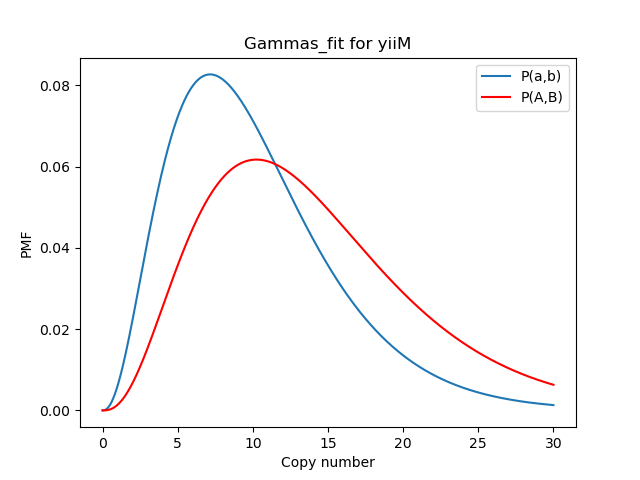 Gammas_fit for yiiM
P(a,b)
P(A,B)
0.08
0.06
0.04
0.02
0.00
PMF
0 5 10 15 20 25 30
Copy number